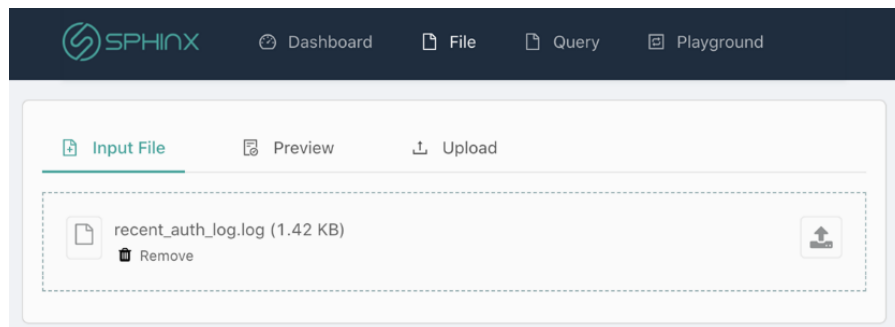 SPHINX Dashboard File Query Playground
Input File Preview Upload
recent_auth_log.log (1.42 KB)
Remove